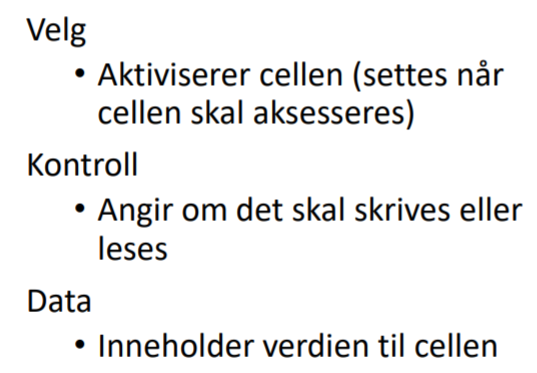 Velg
• Aktiviserer cellen (settes når
cellen skal aksesseres)
Kontroll
• Angir om det skal skrives eller
leses
Data
• Inneholder verdien til cellen